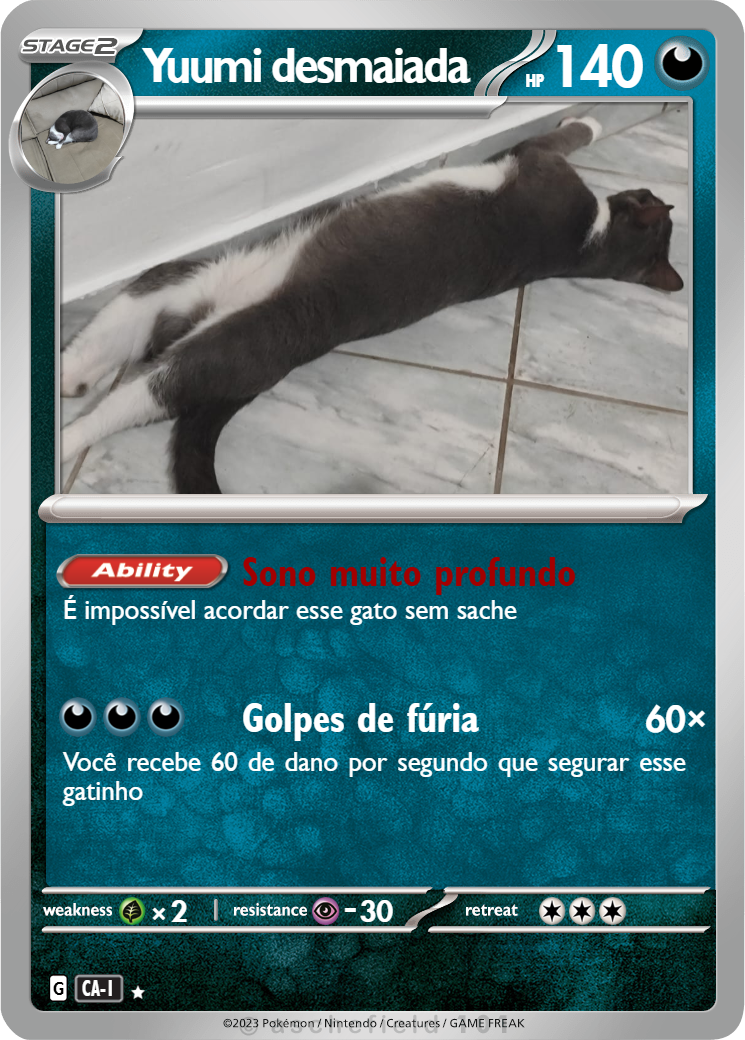 STAGE2
Yuumi desmaiada
HP 140
Ability Sono muito profundo
É impossível acordar esse gato sem sache
Golpes de fúria 60×
Você recebe 60 de dano por segundo que segurar esse
gatinho
weakness ×2 resistance -30 retreat
G CA-I
©2023 Pokémon / Nintendo / Creatures / GAME FREAK